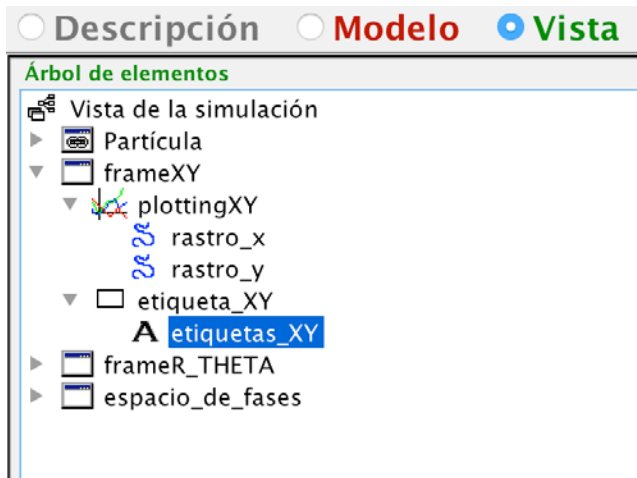 Descripción Modelo Vista
Árbol de elementos
Vista de la simulación
Partícula
frameXY
plottingXY
rastro_x
rastro_y
etiqueta_XY
A etiquetas_XY
frameR_THETA
espacio_de_fases